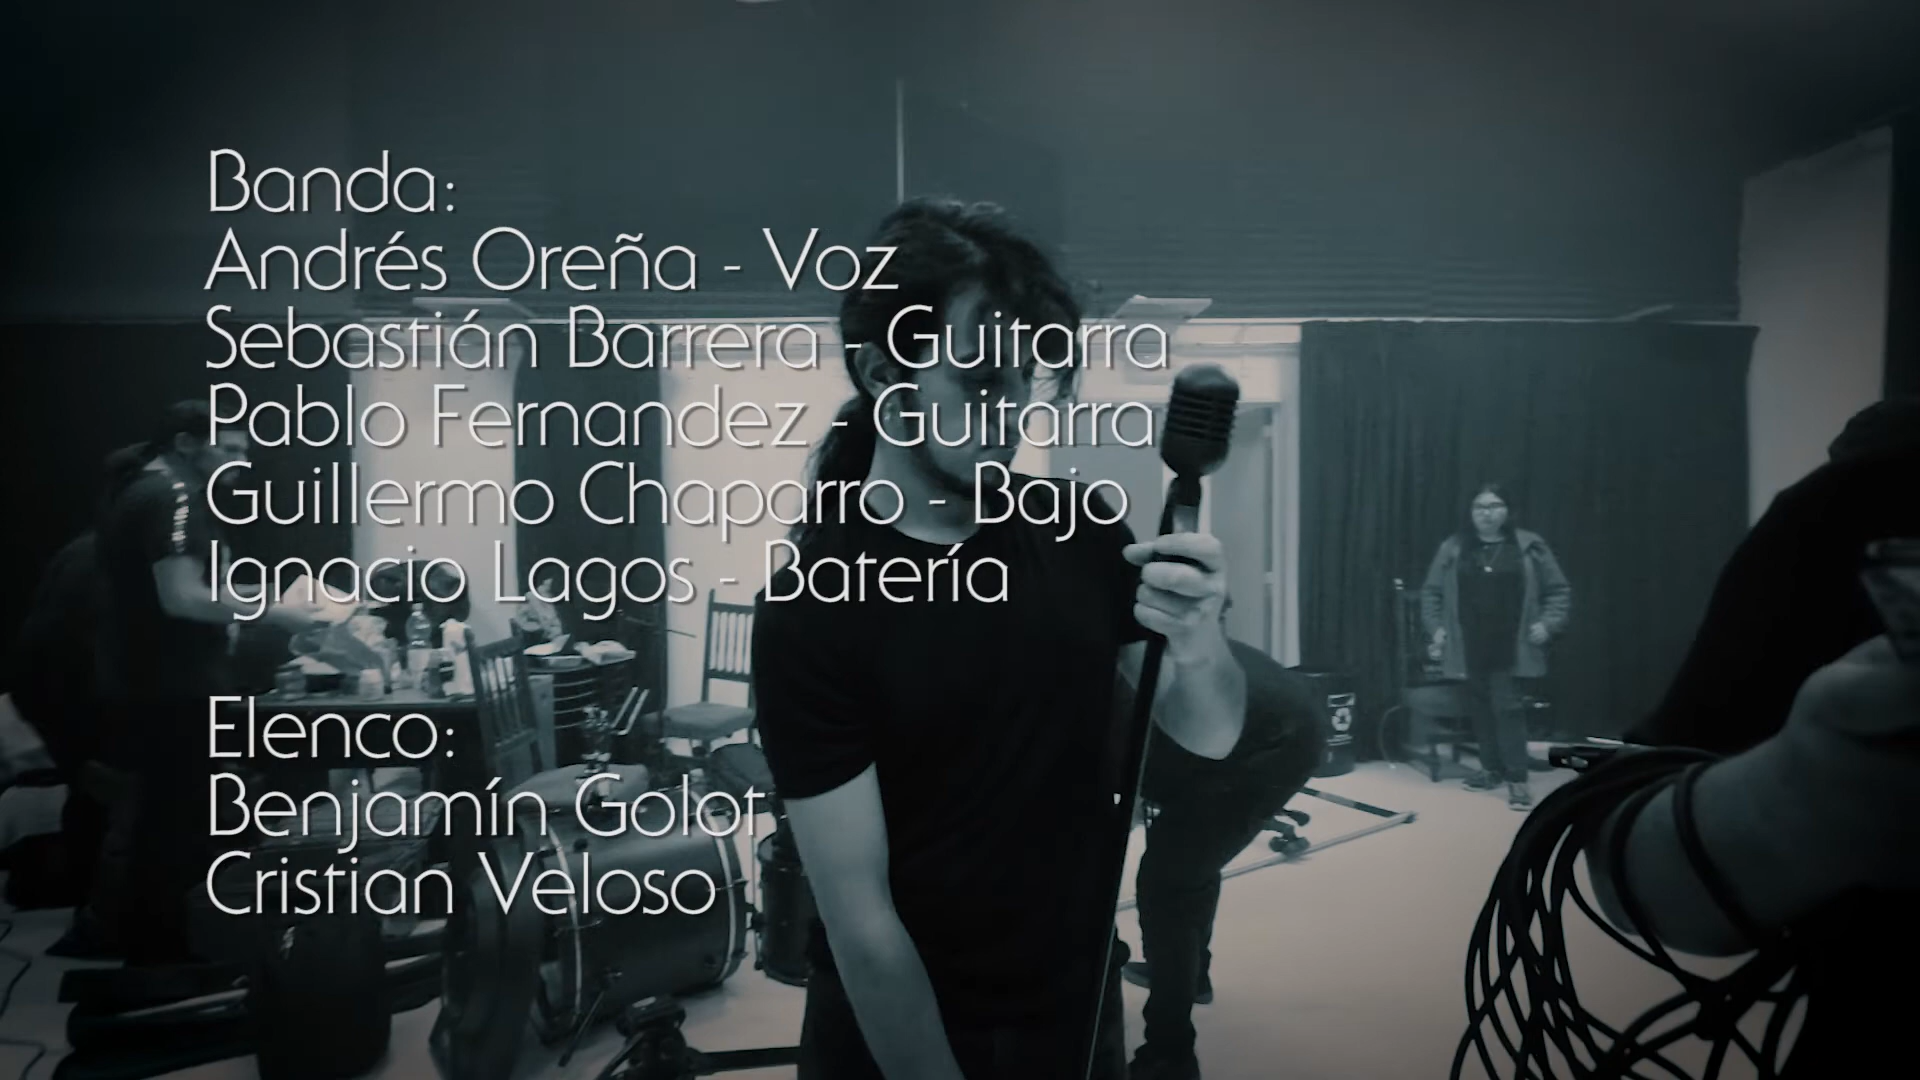 Banda:
Andrés Oreña - Voz
Sebastián Barrera - Guitarra
Pablo Fernandez - Guitarra
Guillermo Chaparro - Bajo
Ignacio Lagos - Batería
Elenco:
Benjamín Golot
Cristian Veloso